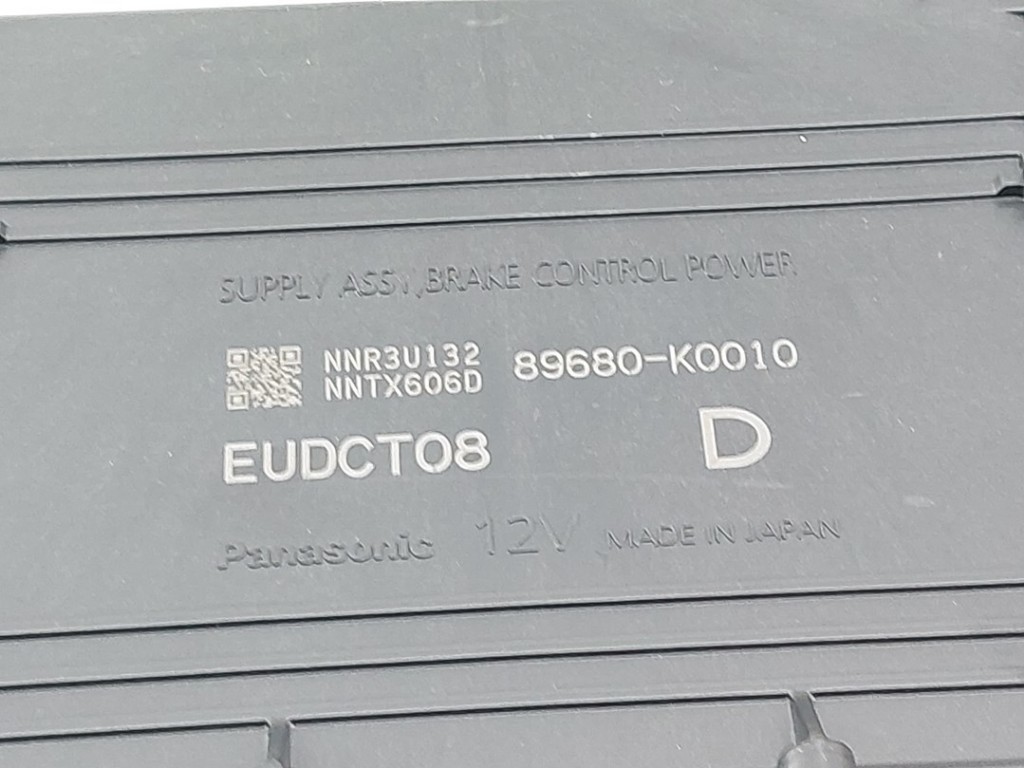 SUPPLY ASSY,BRAKE CONTROL POWER
NNR3U132
NNTX606D
89680-K0010
EUDCT08
D
Panasonic 12V MADE IN JAPAN